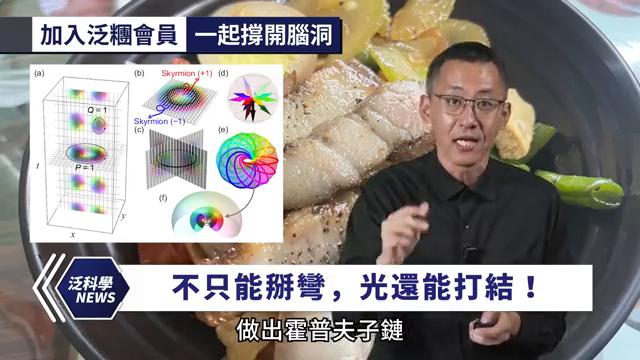 加入泛糰會員 一起撐開腦洞
(a)
Q = 1
P = 1
t
x
y
(b)
Skyrmion (+1)
Skyrmion (−1)
(c)
(d)
(e)
(f)
泛科學
NEWS
不只能掰彎，光還能打結！
做出霍普夫子鏈